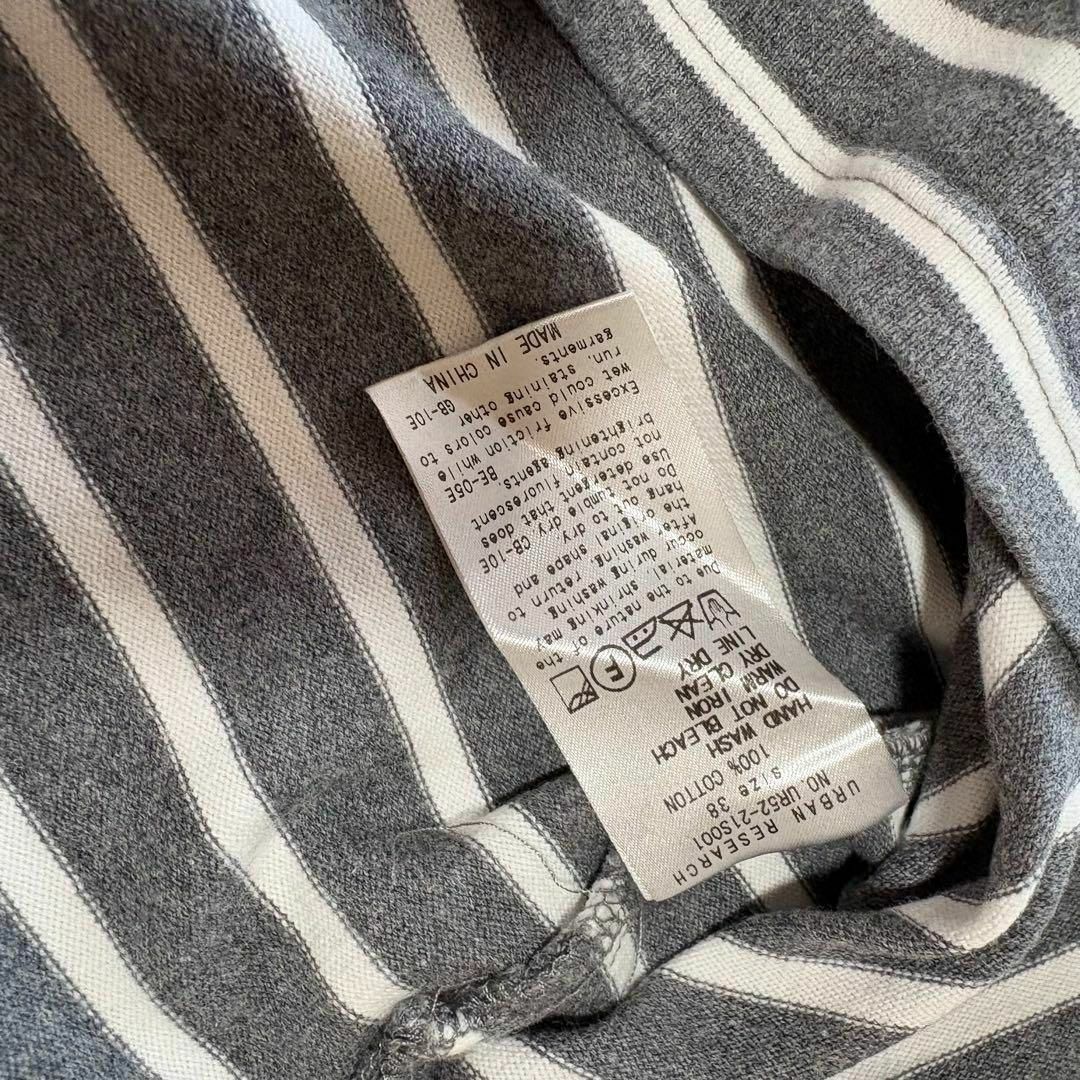 URBAN RESEARCH
NO UR52-21S001
size 38
100% COTTON
HAND WASH
DO NOT BLEACH
WARM IRON
DRY CLEAN
LINE DRY
F
Due to the nature of the
material shrinking may
occur during washing.
After washing return to
the original shape and
hang out to dry. CB-10E
Do not tumble dry.
Use detergent that does
not contain fluorescent
brightening agents BE-05E
Excessive friction while
wet could cause colors to
run, staining other
garments. GB-10E
MADE IN CHINA